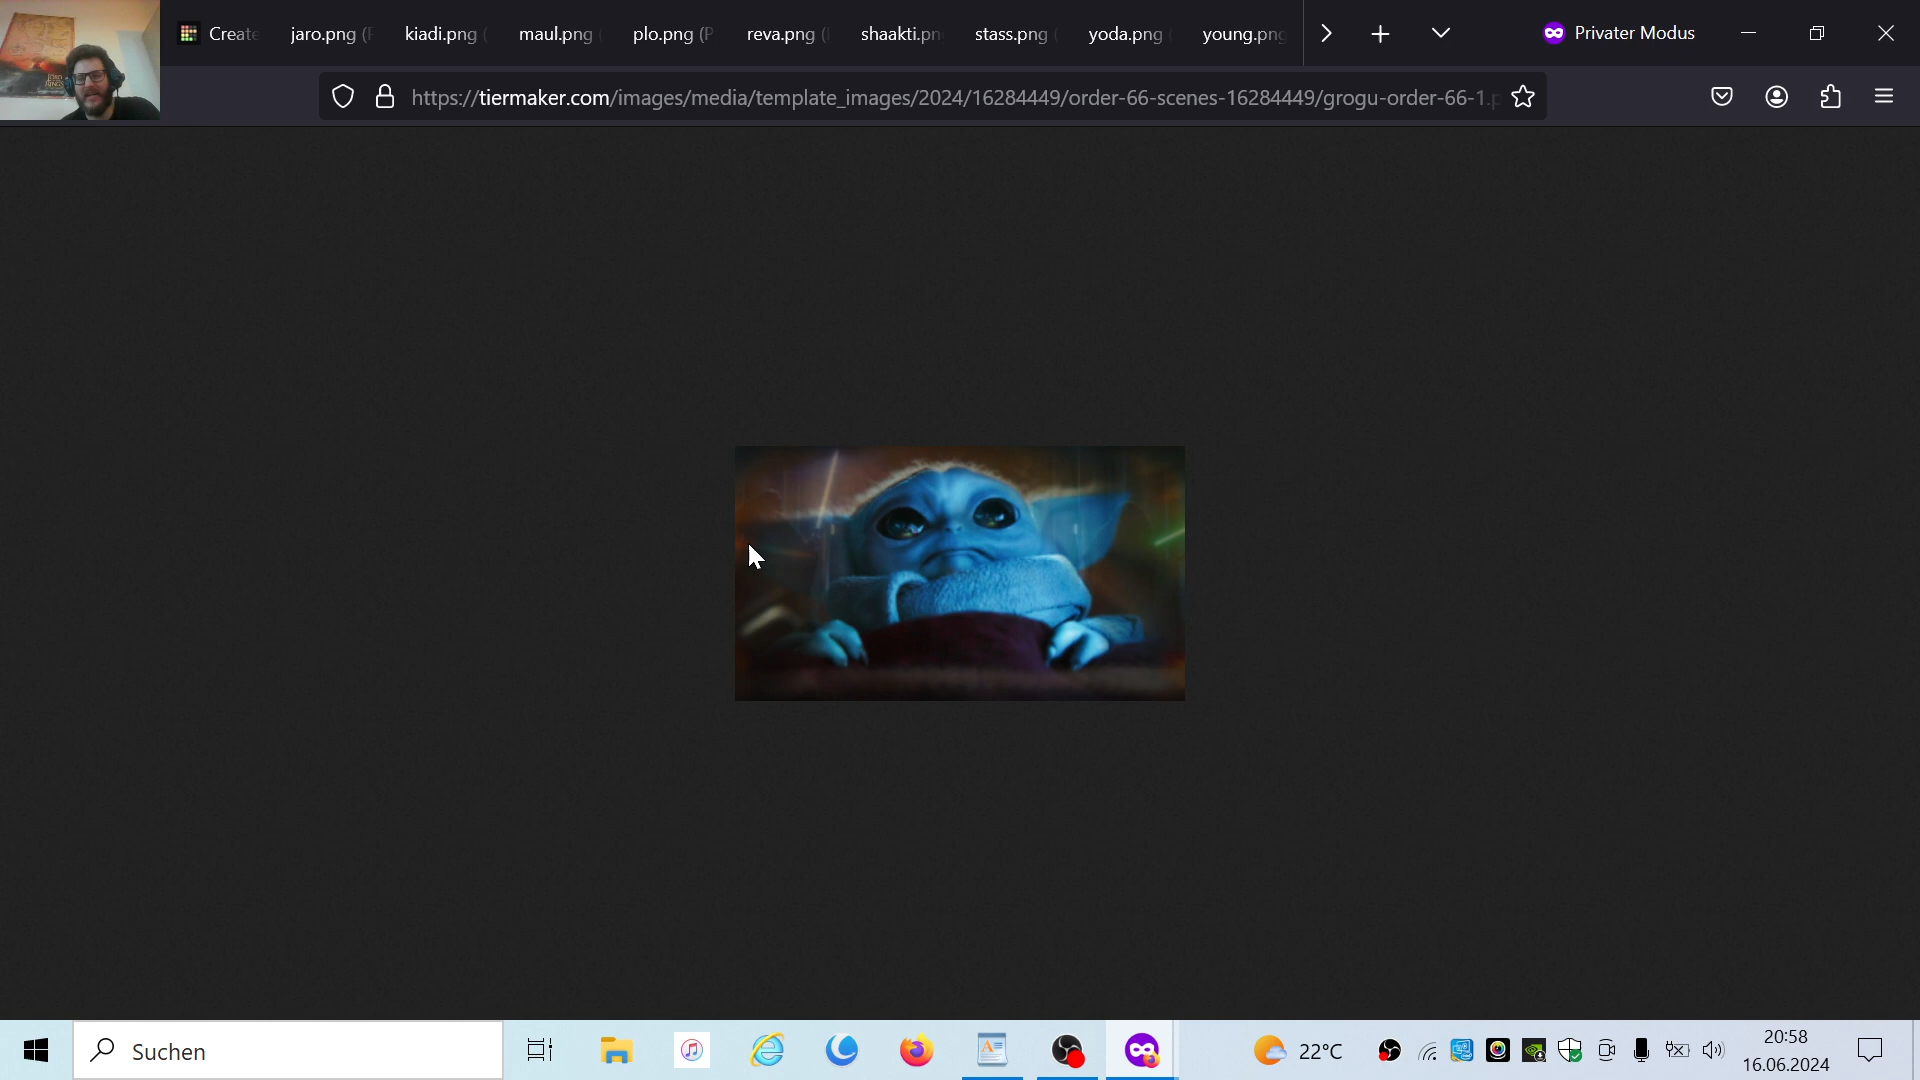 Create
jaro.png
kiadi.png
maul.png
plo.png (P
reva.png
shaakti.pn
stass.png
yoda.png
young.png
Privater Modus
https://tiermaker.com/images/media/template_images/2024/16284449/order-66-scenes-16284449/grogu-order-66-1.p
Suchen
22°C
20:58
16.06.2024